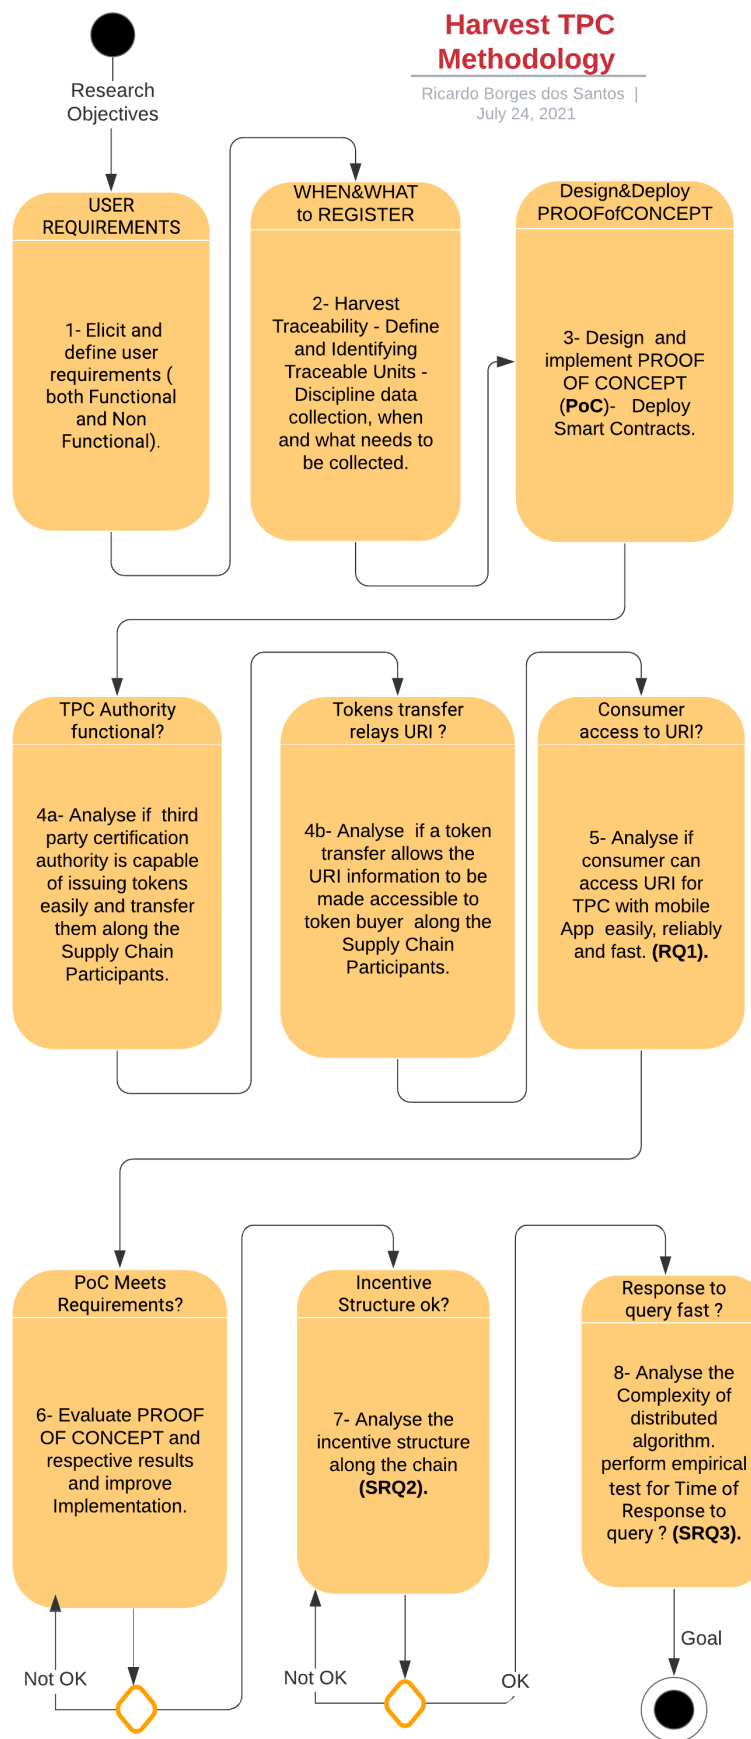 Harvest TPC
Methodology
Ricardo Borges dos Santos |
July 24, 2021
Research
Objectives
USER
REQUIREMENTS
1- Elicit and
define user
requirements (
both Functional
and Non
Functional).
WHEN&WHAT
to REGISTER
2- Harvest
Traceability - Define
and Identifying
Traceable Units -
Discipline data
collection, when
and what needs to
be collected.
Design&Deploy
PROOFofCONCEPT
3- Design and
implement PROOF
OF CONCEPT
(PoC)- Deploy
Smart Contracts.
TPC Authority
functional?
4a- Analyse if third
party certification
authority is capable
of issuing tokens
easily and transfer
them along the
Supply Chain
Participants.
Tokens transfer
relays URI ?
4b- Analyse if a token
transfer allows the
URI information to be
made accessible to
token buyer along the
Supply Chain
Participants.
Consumer
access to URI?
5- Analyse if
consumer can
access URI for
TPC with mobile
App easily, reliably
and fast. (RQ1).
PoC Meets
Requirements?
6- Evaluate PROOF
OF CONCEPT and
respective results
and improve
Implementation.
Not OK
Incentive
Structure ok?
7- Analyse the
incentive structure
along the chain
(SRQ2).
Not OK
OK
Response to
query fast ?
8- Analyse the
Complexity of
distributed
algorithm.
perform empirical
test for Time of
Response to
query ? (SRQ3).
Goal